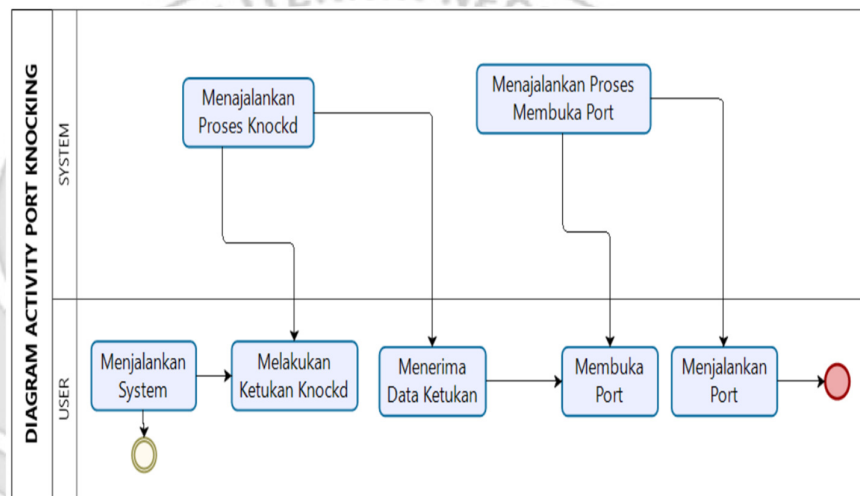 DIAGRAM ACTIVITY PORT KNOCKING
SYSTEM
Menajalankan
Proses Knockd
Menajalankan Proses
Membuka Port
USER
Menjalankan
System
Melakukan
Ketukan Knockd
Menerima
Data Ketukan
Membuka
Port
Menjalankan
Port